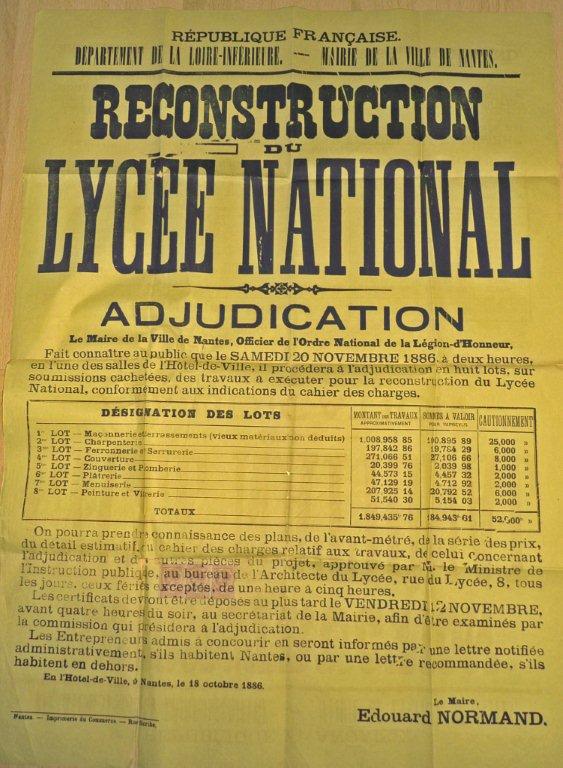 RÉPUBLIQUE FRANÇAISE.
DÉPARTEMENT DE LA LOIRE-INFÉRIEURE. — MAIRIE DE LA VILLE DE NANTES.
RECONSTRUCTION
DU
LYCÉE NATIONAL
ADJUDICATION
Le Maire de la Ville de Nantes, Officier de l'Ordre National de la Légion-d'Honneur,
Fait connaître au public que le SAMEDI 20 NOVEMBRE 1886, à deux heures,
en l'une des salles de l'Hôtel-de-Ville, il procédera à l'adjudication en huit lots, sur
soumissions cachetées, des travaux à exécuter pour la reconstruction du Lycée
National, conformément aux indications du cahier des charges.
DÉSIGNATION DES LOTS MONTANT DES TRAVAUX APPROXIMATIVEMENT SOMMES A VALOIR POUR IMPRÉVUS CAUTIONNEMENT
1er LOT — Maçonnerie et terrassements (vieux matériaux non déduits) 1,008.958 85 100,895 89 25,000 »
2me LOT — Charpenterie 197,842 86 19,784 29 6,000 »
3me LOT — Ferronnerie et Serrurerie 271,066 51 27,106 66 8,000 »
4me LOT — Couverture 20,399 76 2,039 98 1,000 »
5me LOT — Zinguerie et Plomberie 44,573 15 4,457 32 2,000 »
6me LOT — Plâtrerie 47,129 19 4,712 92 2,000 »
7me LOT — Menuiserie 207,925 14 20,792 52 6,000 »
8me LOT — Peinture et Vitrerie 51,540 30 5,154 03 2,000 »
TOTAUX 1.849,435 76 184,943 61 52,000 »
On pourra prendre connaissance des plans, de l'avant-métré, de la série des prix,
du détail estimatif, du cahier des charges relatif aux travaux, de celui concernant
l'adjudication et d'autres pièces du projet, approuvé par M. le Ministre de
l'Instruction publique, au bureau de l'Architecte du Lycée, rue du Lycée, 8, tous
les jours, ceux fériés exceptés, de une heure à cinq heures.
Les certificats devront être déposés au plus tard le VENDREDI 12 NOVEMBRE,
avant quatre heures du soir, au secrétariat de la Mairie, afin d'être examinés par
la commission qui présidera à l'adjudication.
Les Entrepreneurs admis à concourir en seront informés par une lettre notifiée
administrativement, s'ils habitent Nantes, ou par une lettre recommandée, s'ils
habitent en dehors.
En l'Hôtel-de-Ville, à Nantes, le 18 octobre 1886.
Le Maire,
Edouard NORMAND.
Nantes. — Imprimerie du Commerce. — Rue Scribe.